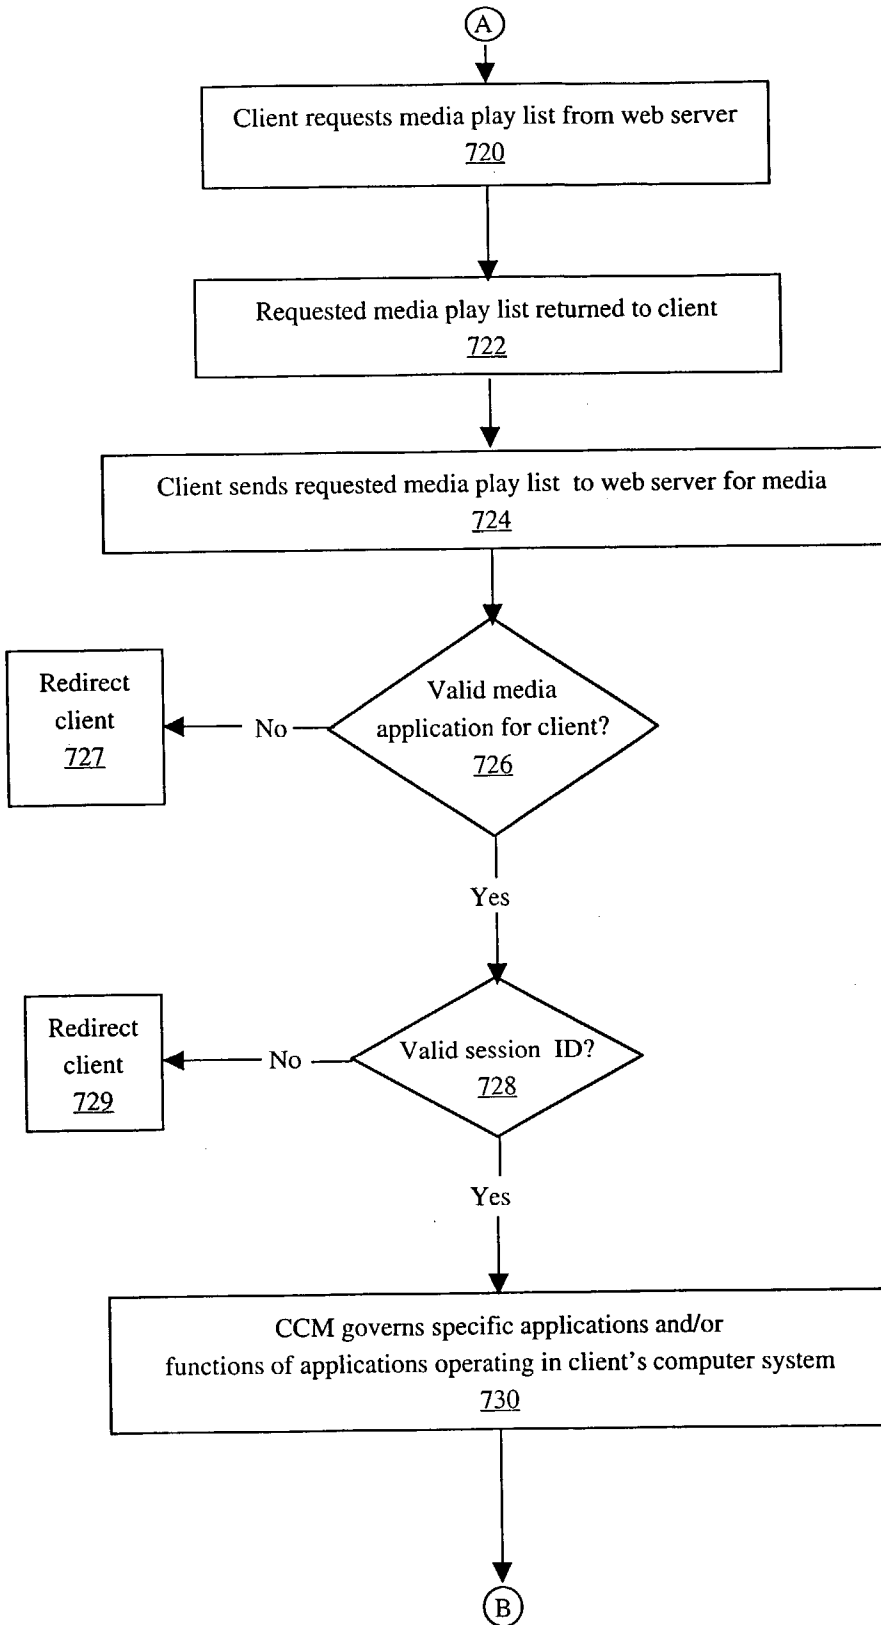 A
Client requests media play list from web server
720
Requested media play list returned to client
722
Client sends requested media play list to web server for media
724
Valid media
application for client?
726
No
Redirect
client
727
Yes
Valid session ID?
728
No
Redirect
client
729
Yes
CCM governs specific applications and/or
functions of applications operating in client's computer system
730
B